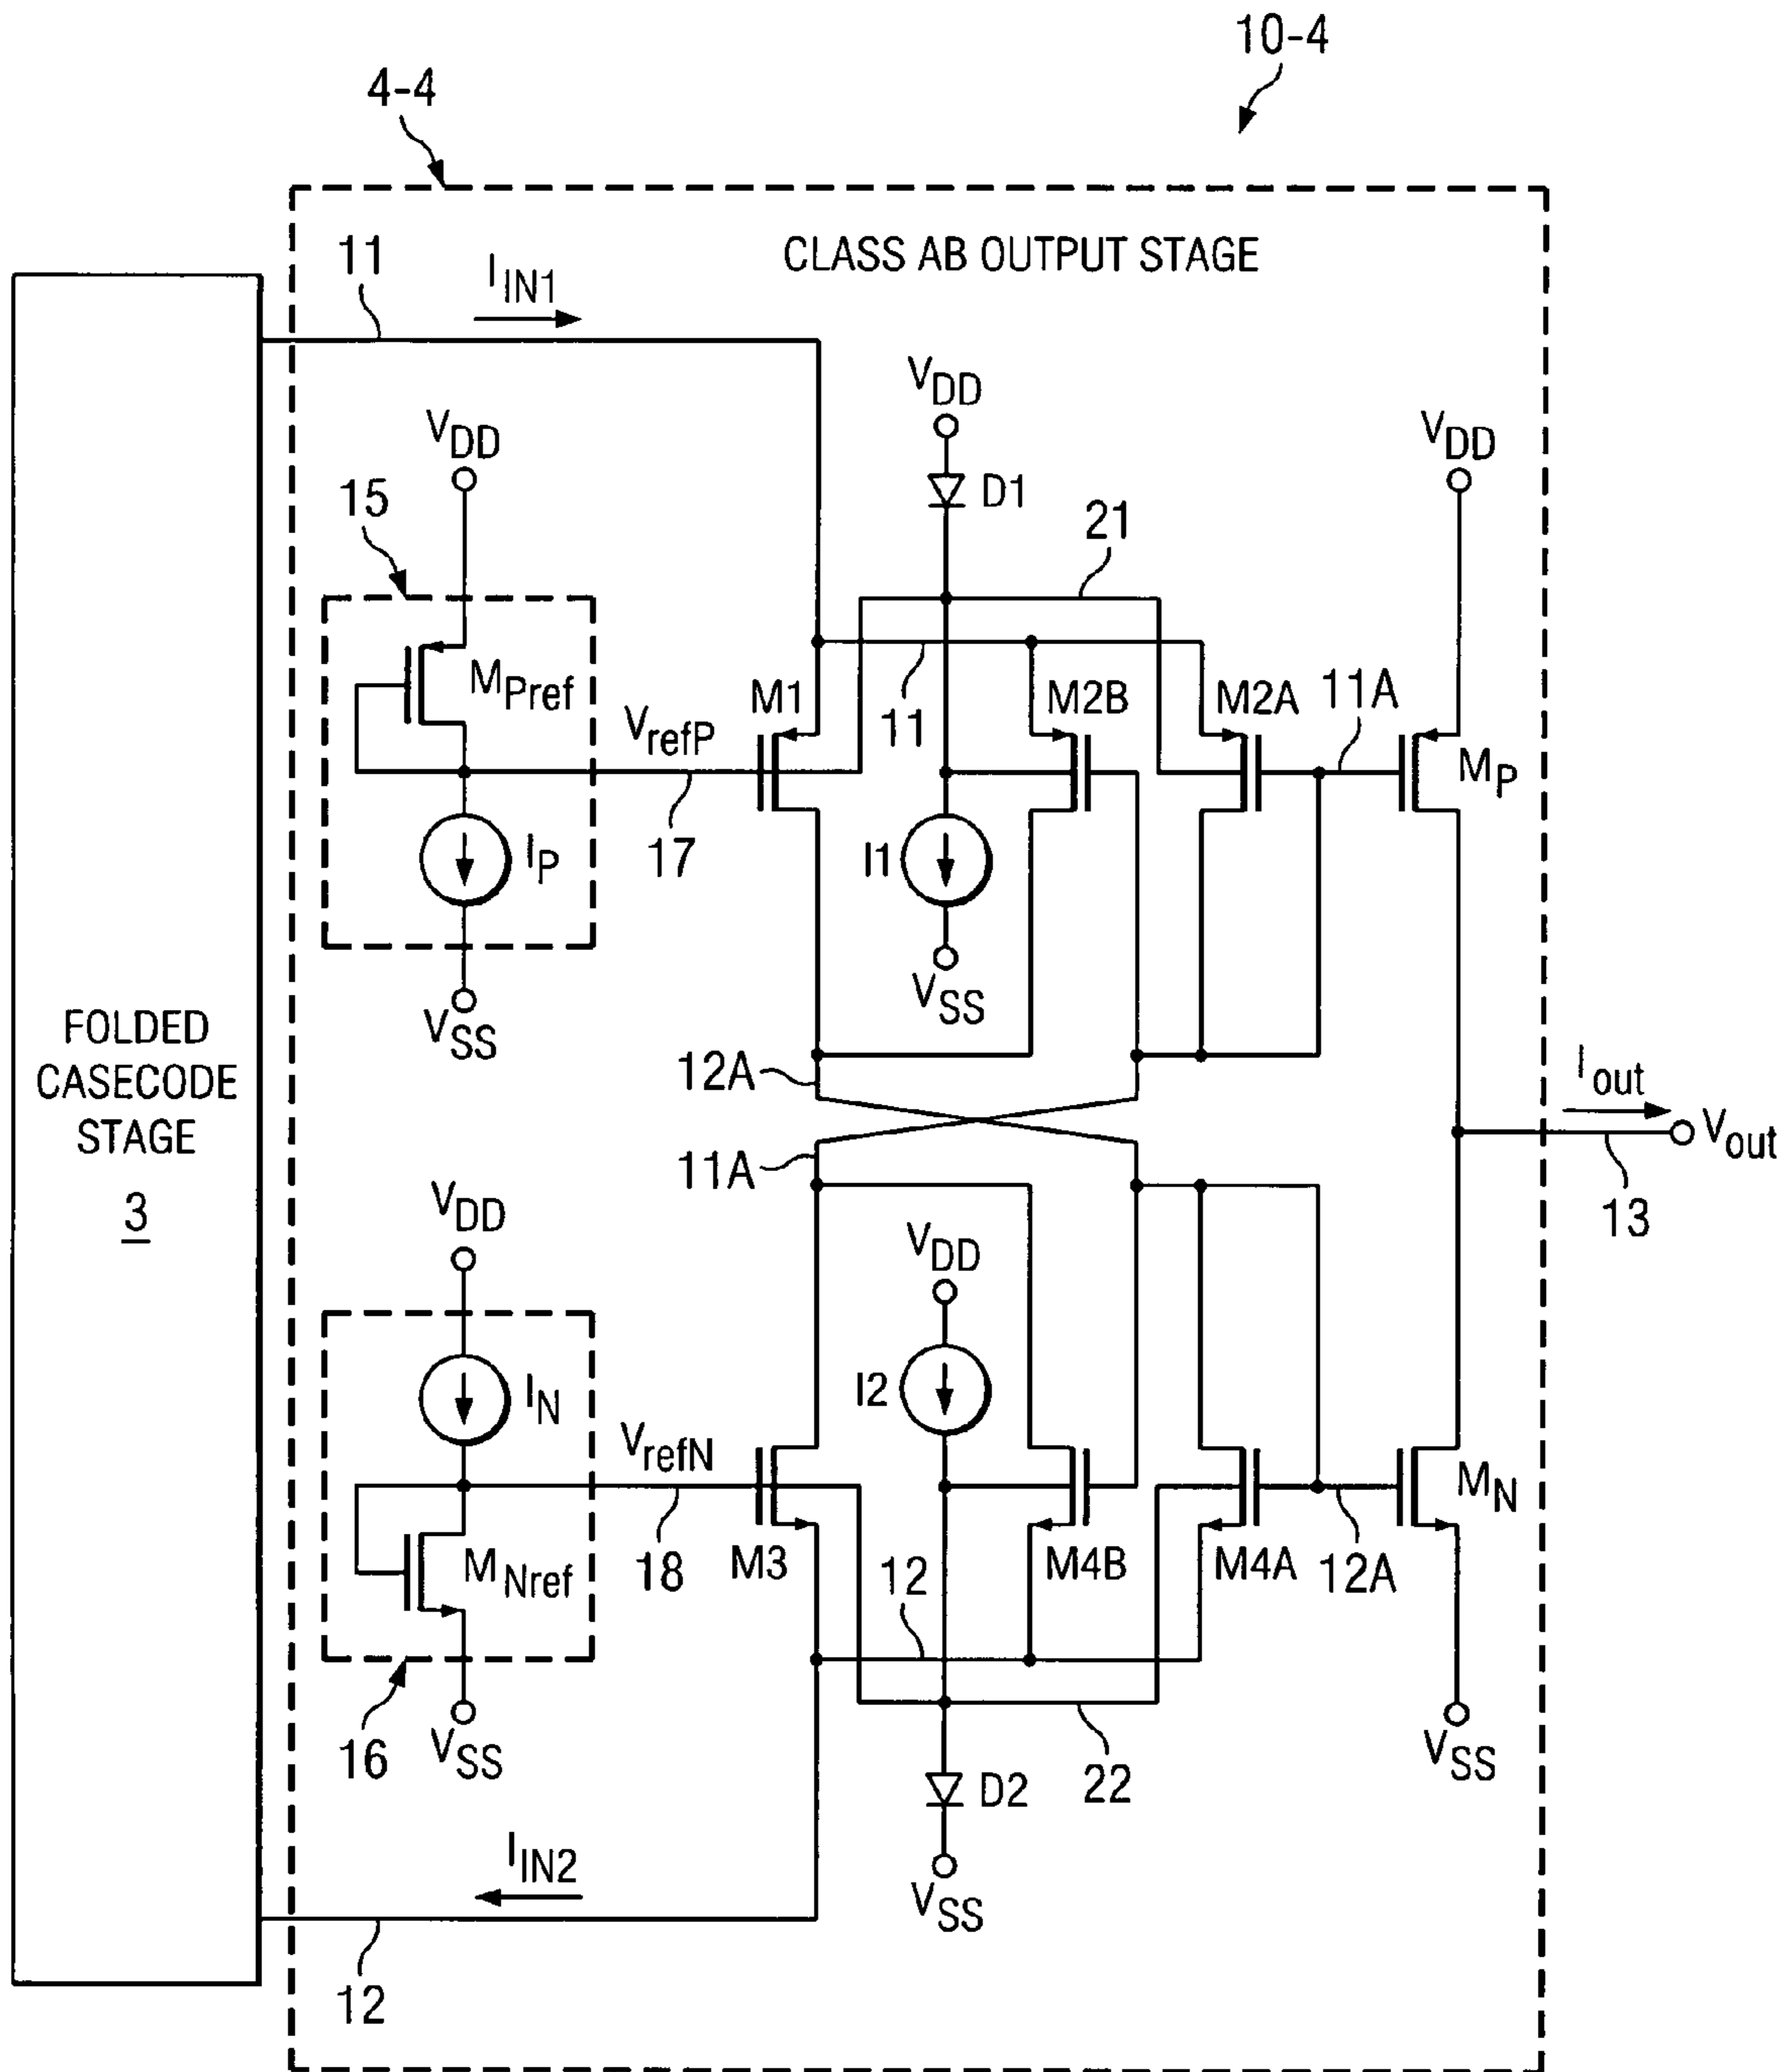 10-4
4-4
CLASS AB OUTPUT STAGE
11
I IN1
VDD
VDD
VDD
D1
15
21
MPref
M1
11
M2B
M2A
11A
VrefP
MP
17
IP
I1
VSS
VSS
FOLDED
CASECODE
STAGE
3
12A
Iout
Vout
11A
13
VDD
VDD
IN
I2
VrefN
MN
MNref
18
M3
12
M4B
M4A
12A
16
VSS
VSS
22
D2
I IN2
VSS
12